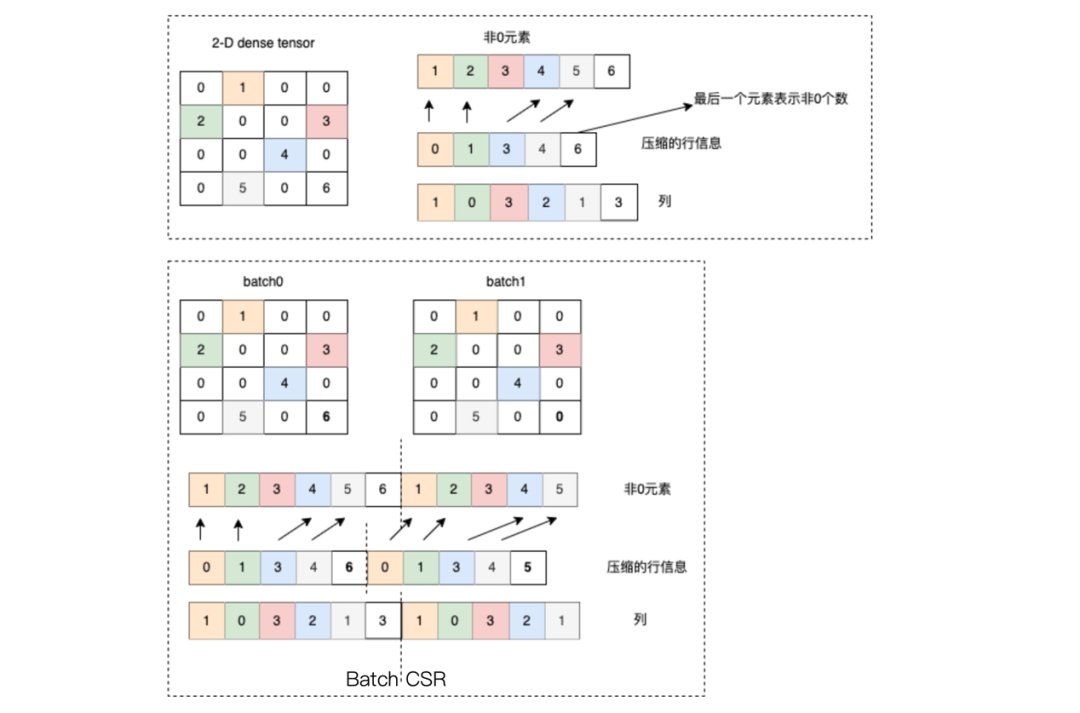 2-D dense tensor
非0元素
0 1 0 0
2 0 0 3
0 0 4 0
0 5 0 6
1 2 3 4 5 6
最后一个元素表示非0个数
0 1 3 4 6
压缩的行信息
1 0 3 2 1 3
列
batch0
batch1
0 1 0 0
2 0 0 3
0 0 4 0
0 5 0 6
0 1 0 0
2 0 0 3
0 0 4 0
0 5 0 0
1 2 3 4 5 6 1 2 3 4 5
非0元素
0 1 3 4 6 0 1 3 4 5
压缩的行信息
1 0 3 2 1 3 1 0 3 2 1
列
Batch CSR